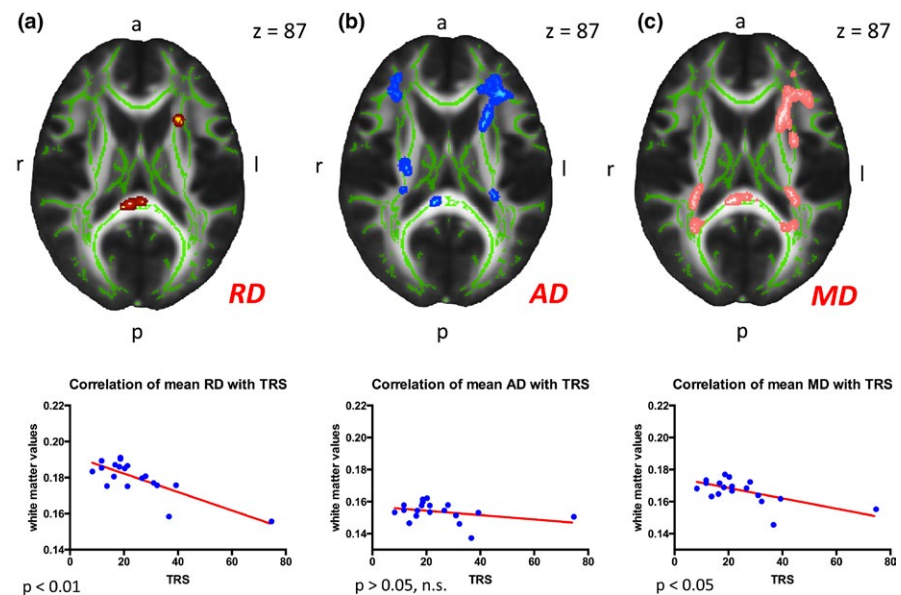 (a) a z = 87
r l
RD
p
(b) a z = 87
AD
p
(c) a z = 87
r l
MD
p
Correlation of mean RD with TRS
white matter values
0.22
0.20
0.18
0.16
0.14
0 20 40 60 80
TRS
p < 0.01
Correlation of mean AD with TRS
white matter values
0.22
0.20
0.18
0.16
0.14
0 20 40 60 80
TRS
p > 0.05, n.s.
Correlation of mean MD with TRS
white matter values
0.22
0.20
0.18
0.16
0.14
0 20 40 60 80
TRS
p < 0.05